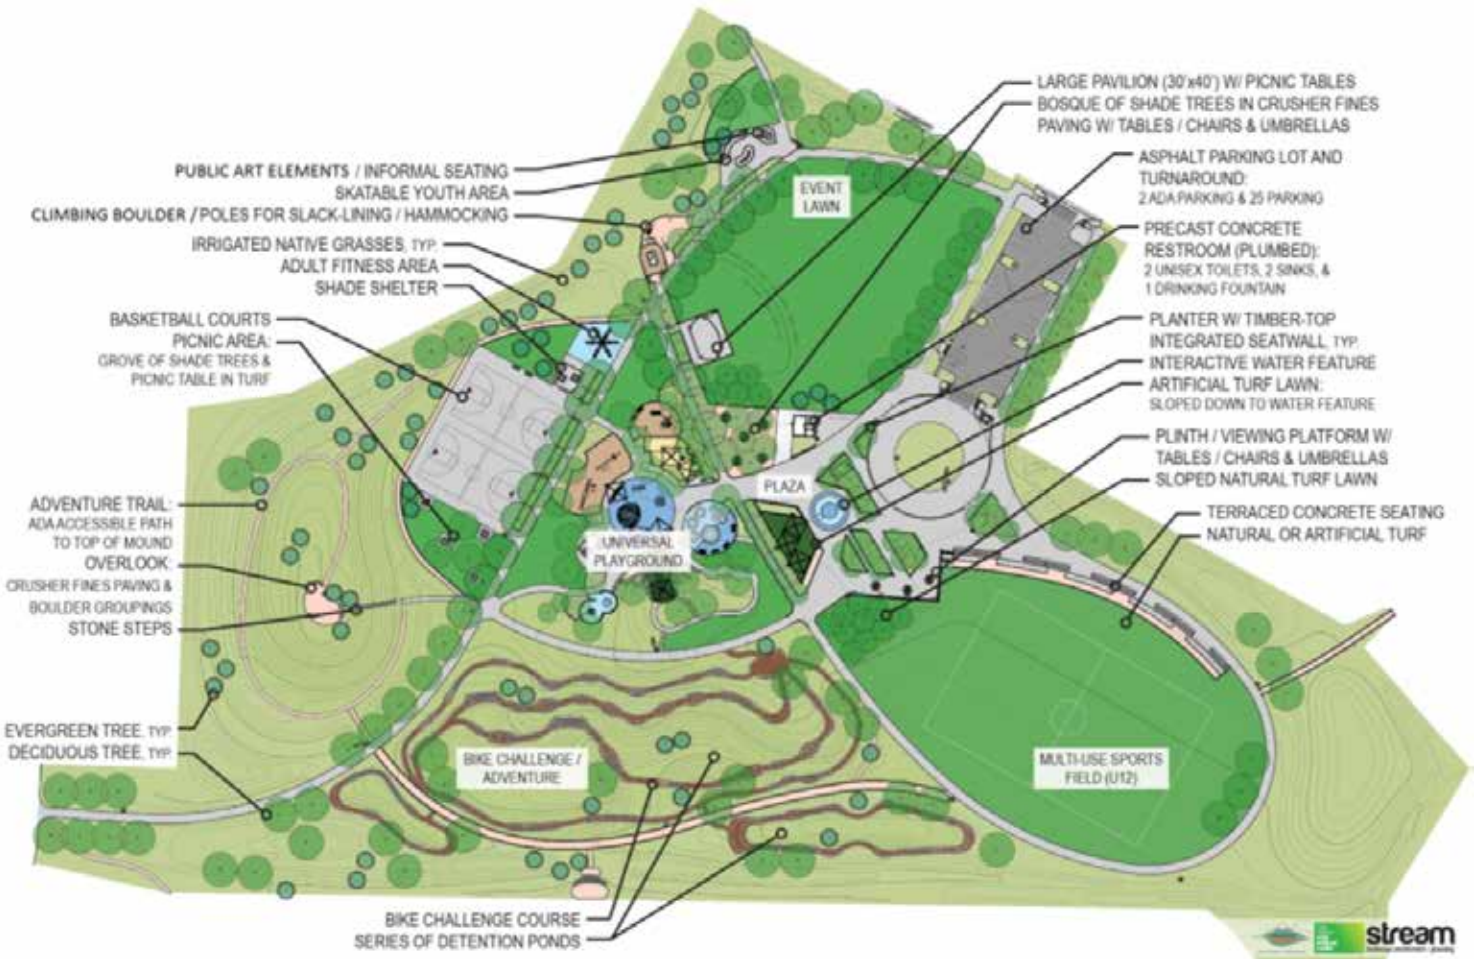 LARGE PAVILION (30'x40') W/ PICNIC TABLES
BOSQUE OF SHADE TREES IN CRUSHER FINES
PAVING W/ TABLES / CHAIRS & UMBRELLAS
ASPHALT PARKING LOT AND
TURNAROUND:
2 ADA PARKING & 25 PARKING
PRECAST CONCRETE
RESTROOM (PLUMBED):
2 UNISEX TOILETS, 2 SINKS, &
1 DRINKING FOUNTAIN
PLANTER W/ TIMBER-TOP
INTEGRATED SEATWALL, TYP.
INTERACTIVE WATER FEATURE
ARTIFICIAL TURF LAWN:
SLOPED DOWN TO WATER FEATURE
PLINTH / VIEWING PLATFORM W/
TABLES / CHAIRS & UMBRELLAS
SLOPED NATURAL TURF LAWN
TERRACED CONCRETE SEATING
NATURAL OR ARTIFICIAL TURF
PUBLIC ART ELEMENTS / INFORMAL SEATING
SKATABLE YOUTH AREA
CLIMBING BOULDER / POLES FOR SLACK-LINING / HAMMOCKING
IRRIGATED NATIVE GRASSES, TYP.
ADULT FITNESS AREA
SHADE SHELTER
BASKETBALL COURTS
PICNIC AREA:
GROVE OF SHADE TREES &
PICNIC TABLE IN TURF
ADVENTURE TRAIL:
ADA ACCESSIBLE PATH
TO TOP OF MOUND
OVERLOOK:
CRUSHER FINES PAVING &
BOULDER GROUPINGS
STONE STEPS
EVERGREEN TREE, TYP
DECIDUOUS TREE, TYP
EVENT
LAWN
PLAZA
UNIVERSAL
PLAYGROUND
BIKE CHALLENGE /
ADVENTURE
MULTI-USE SPORTS
FIELD (U12)
BIKE CHALLENGE COURSE
SERIES OF DETENTION PONDS
stream